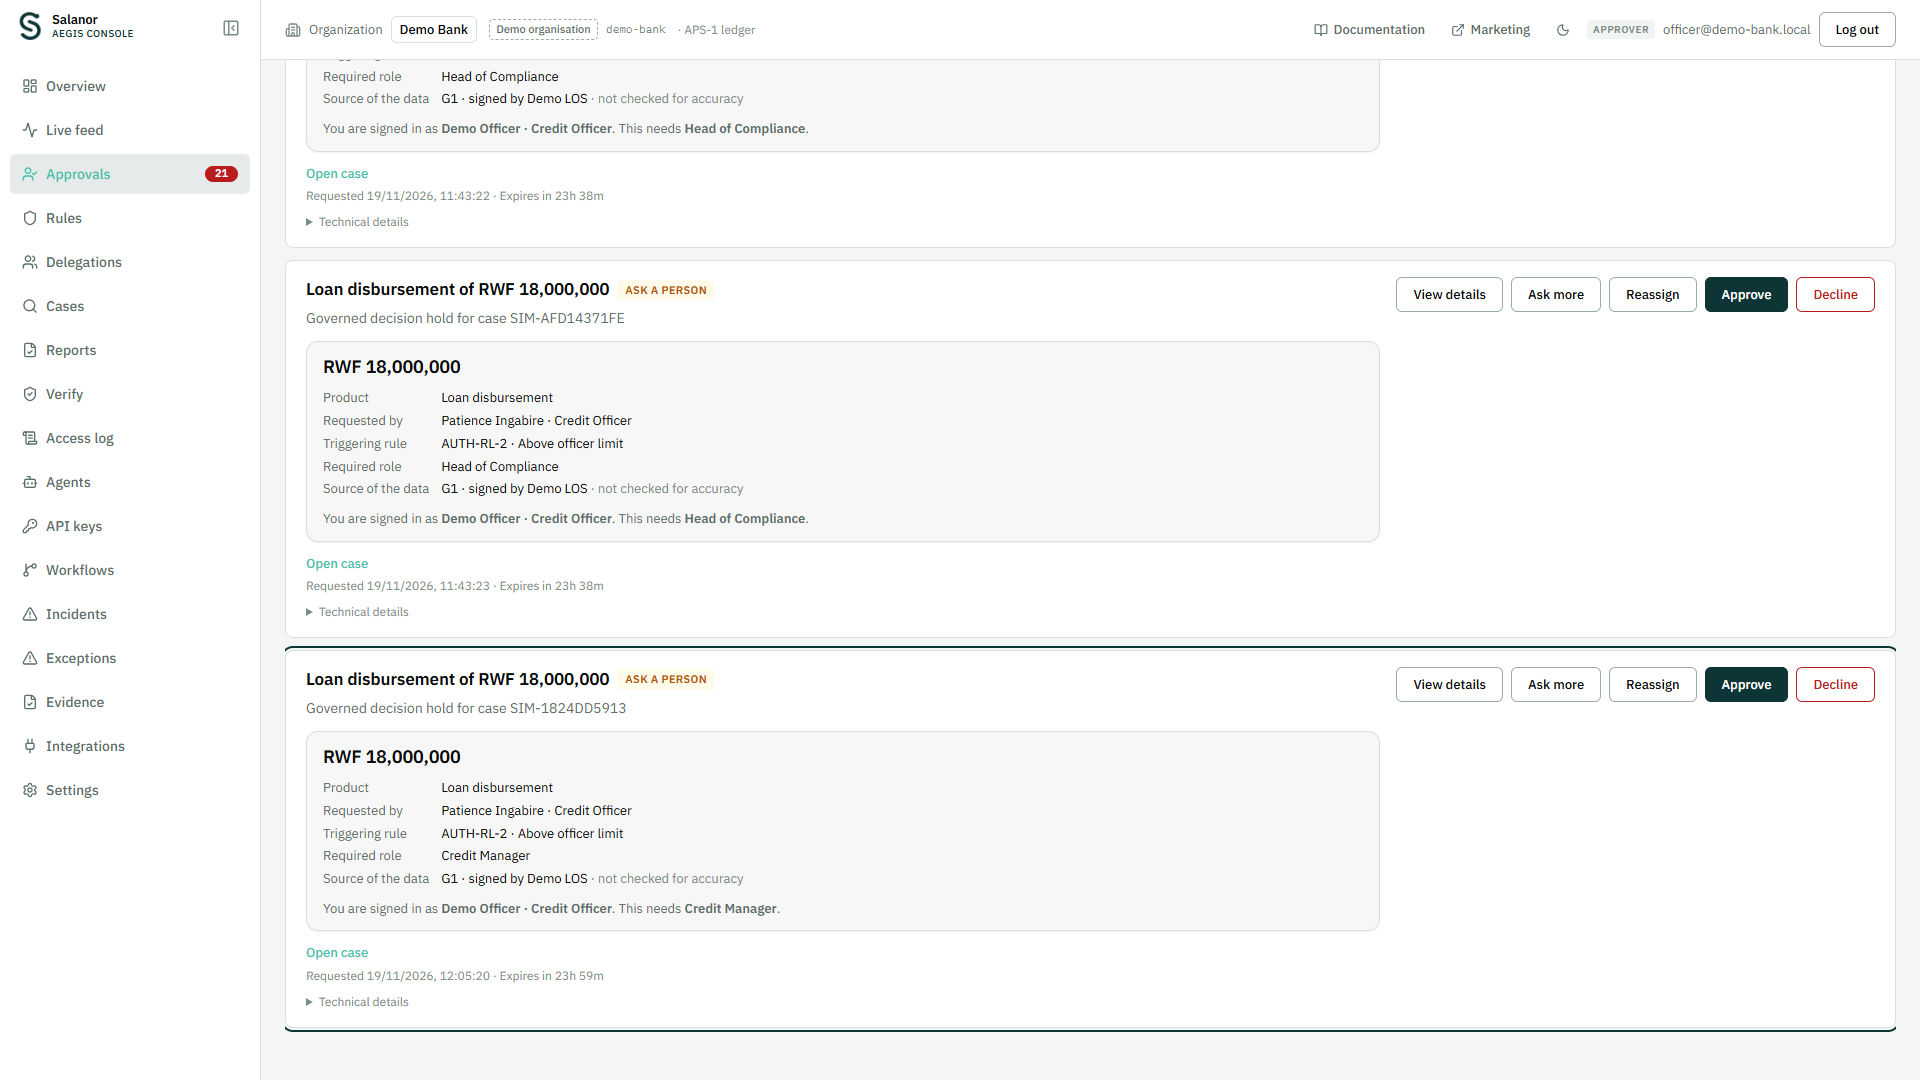 Salanor
AEGIS CONSOLE
Organization Demo Bank Demo organisation demo-bank · APS-1 ledger
Documentation Marketing APPROVER officer@demo-bank.local Log out
Overview
Live feed
Approvals 21
Rules
Delegations
Cases
Reports
Verify
Access log
Agents
API keys
Workflows
Incidents
Exceptions
Evidence
Integrations
Settings
Required role Head of Compliance
Source of the data G1 · signed by Demo LOS · not checked for accuracy
You are signed in as Demo Officer · Credit Officer. This needs Head of Compliance.
Open case
Requested 19/11/2026, 11:43:22 · Expires in 23h 38m
Technical details
Loan disbursement of RWF 18,000,000 ASK A PERSON
View details Ask more Reassign Approve Decline
Governed decision hold for case SIM-AFD14371FE
RWF 18,000,000
Product Loan disbursement
Requested by Patience Ingabire · Credit Officer
Triggering rule AUTH-RL-2 · Above officer limit
Required role Head of Compliance
Source of the data G1 · signed by Demo LOS · not checked for accuracy
You are signed in as Demo Officer · Credit Officer. This needs Head of Compliance.
Open case
Requested 19/11/2026, 11:43:23 · Expires in 23h 38m
Technical details
Loan disbursement of RWF 18,000,000 ASK A PERSON
View details Ask more Reassign Approve Decline
Governed decision hold for case SIM-1824DD5913
RWF 18,000,000
Product Loan disbursement
Requested by Patience Ingabire · Credit Officer
Triggering rule AUTH-RL-2 · Above officer limit
Required role Credit Manager
Source of the data G1 · signed by Demo LOS · not checked for accuracy
You are signed in as Demo Officer · Credit Officer. This needs Credit Manager.
Open case
Requested 19/11/2026, 12:05:20 · Expires in 23h 59m
Technical details